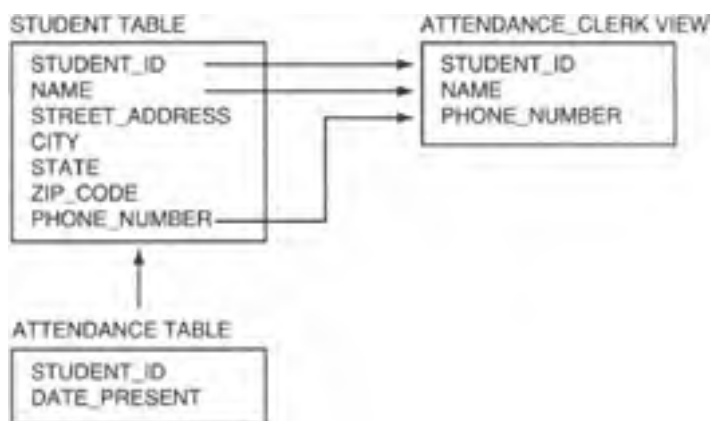 STUDENT TABLE
STUDENT_ID
NAME
STREET_ADDRESS
CITY
STATE
ZIP_CODE
PHONE_NUMBER
ATTENDANCE_CLERK VIEW
STUDENT_ID
NAME
PHONE_NUMBER
ATTENDANCE TABLE
STUDENT_ID
DATE_PRESENT